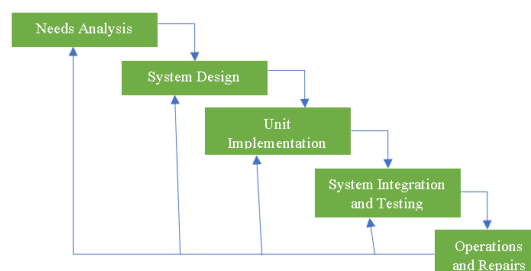 Needs Analysis
System Design
Unit
Implementation
System Integration
and Testing
Operations
and Repairs